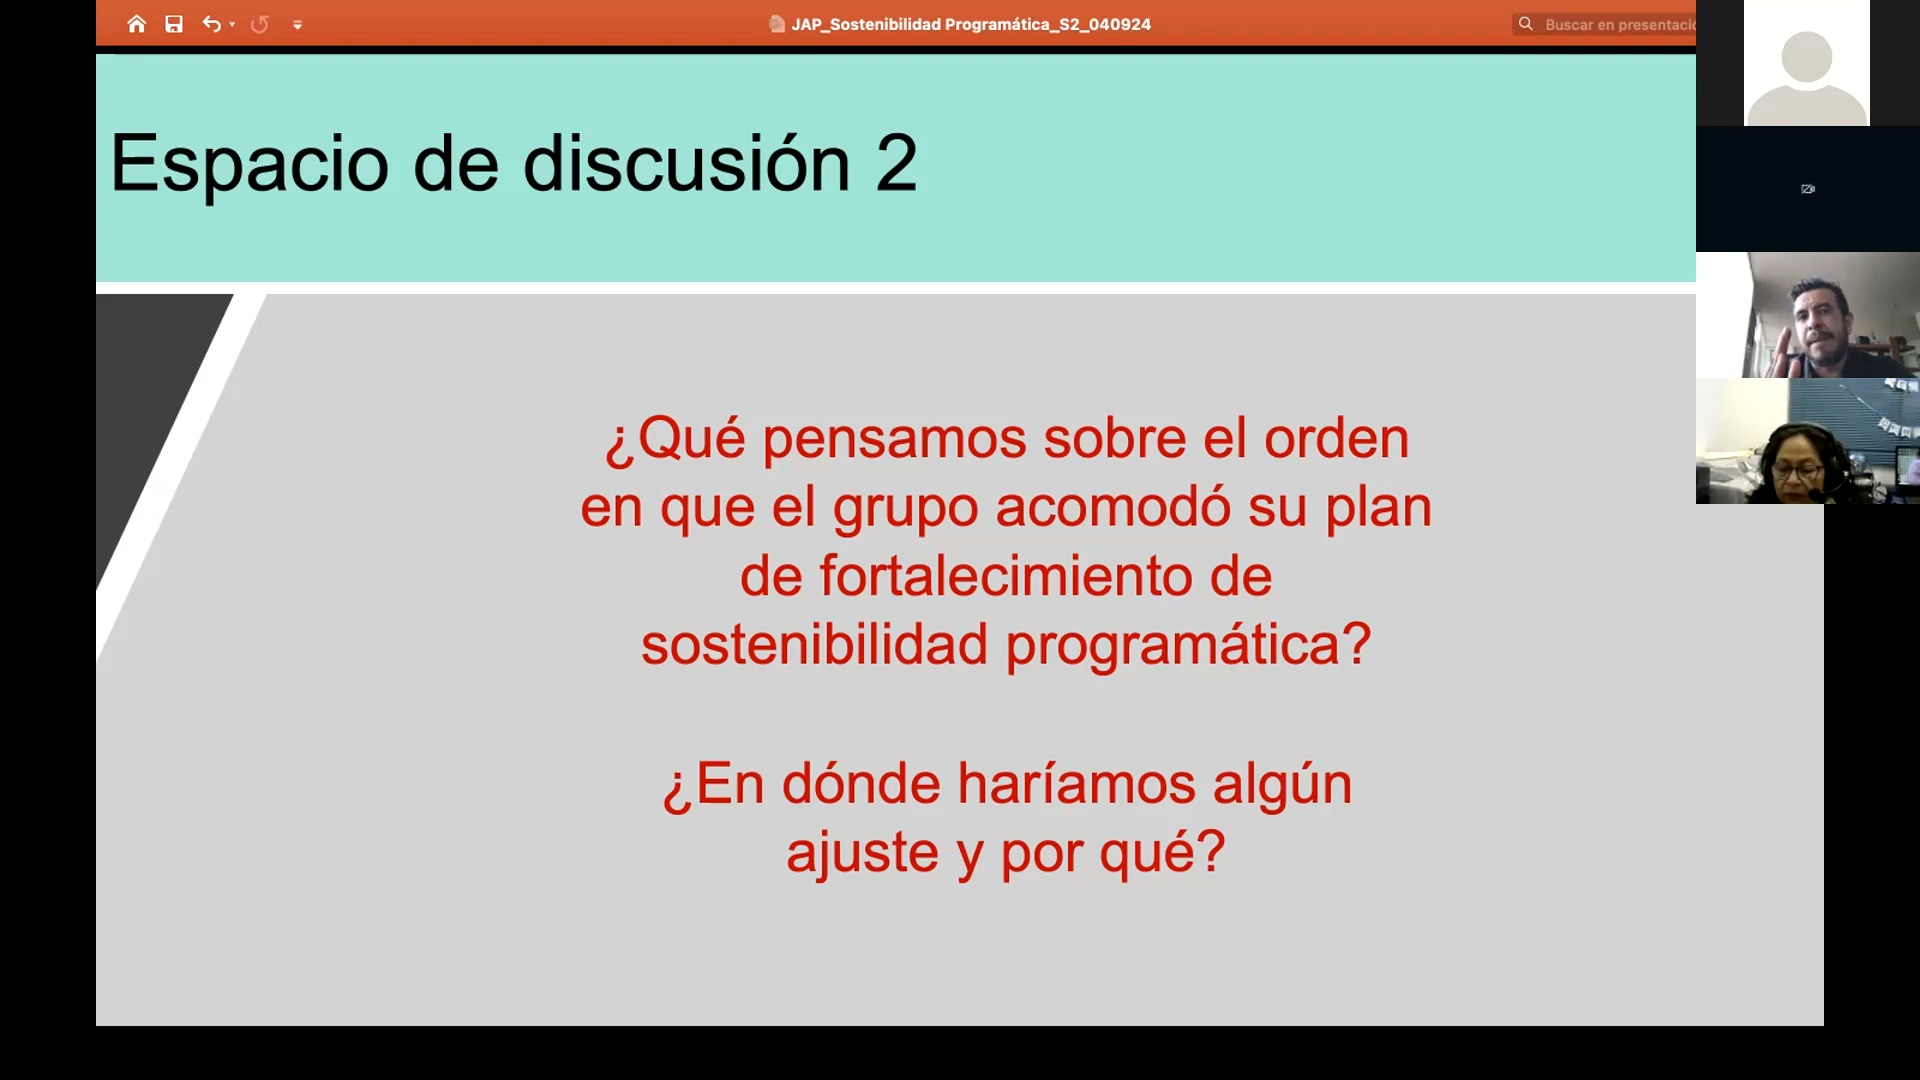 JAP_Sostenibilidad Programática_S2_040924
Buscar en presentació
Espacio de discusión 2
¿Qué pensamos sobre el orden
en que el grupo acomodó su plan
de fortalecimiento de
sostenibilidad programática?
¿En dónde haríamos algún
ajuste y por qué?